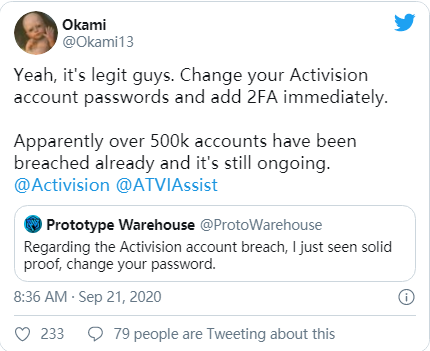 Okami
@Okami13
Yeah, it's legit guys. Change your Activision
account passwords and add 2FA immediately.
Apparently over 500k accounts have been
breached already and it's still ongoing.
@Activision @ATVIAssist
Prototype Warehouse @ProtoWarehouse
Regarding the Activision account breach, I just seen solid
proof, change your password.
8:36 AM · Sep 21, 2020
233 79 people are Tweeting about this